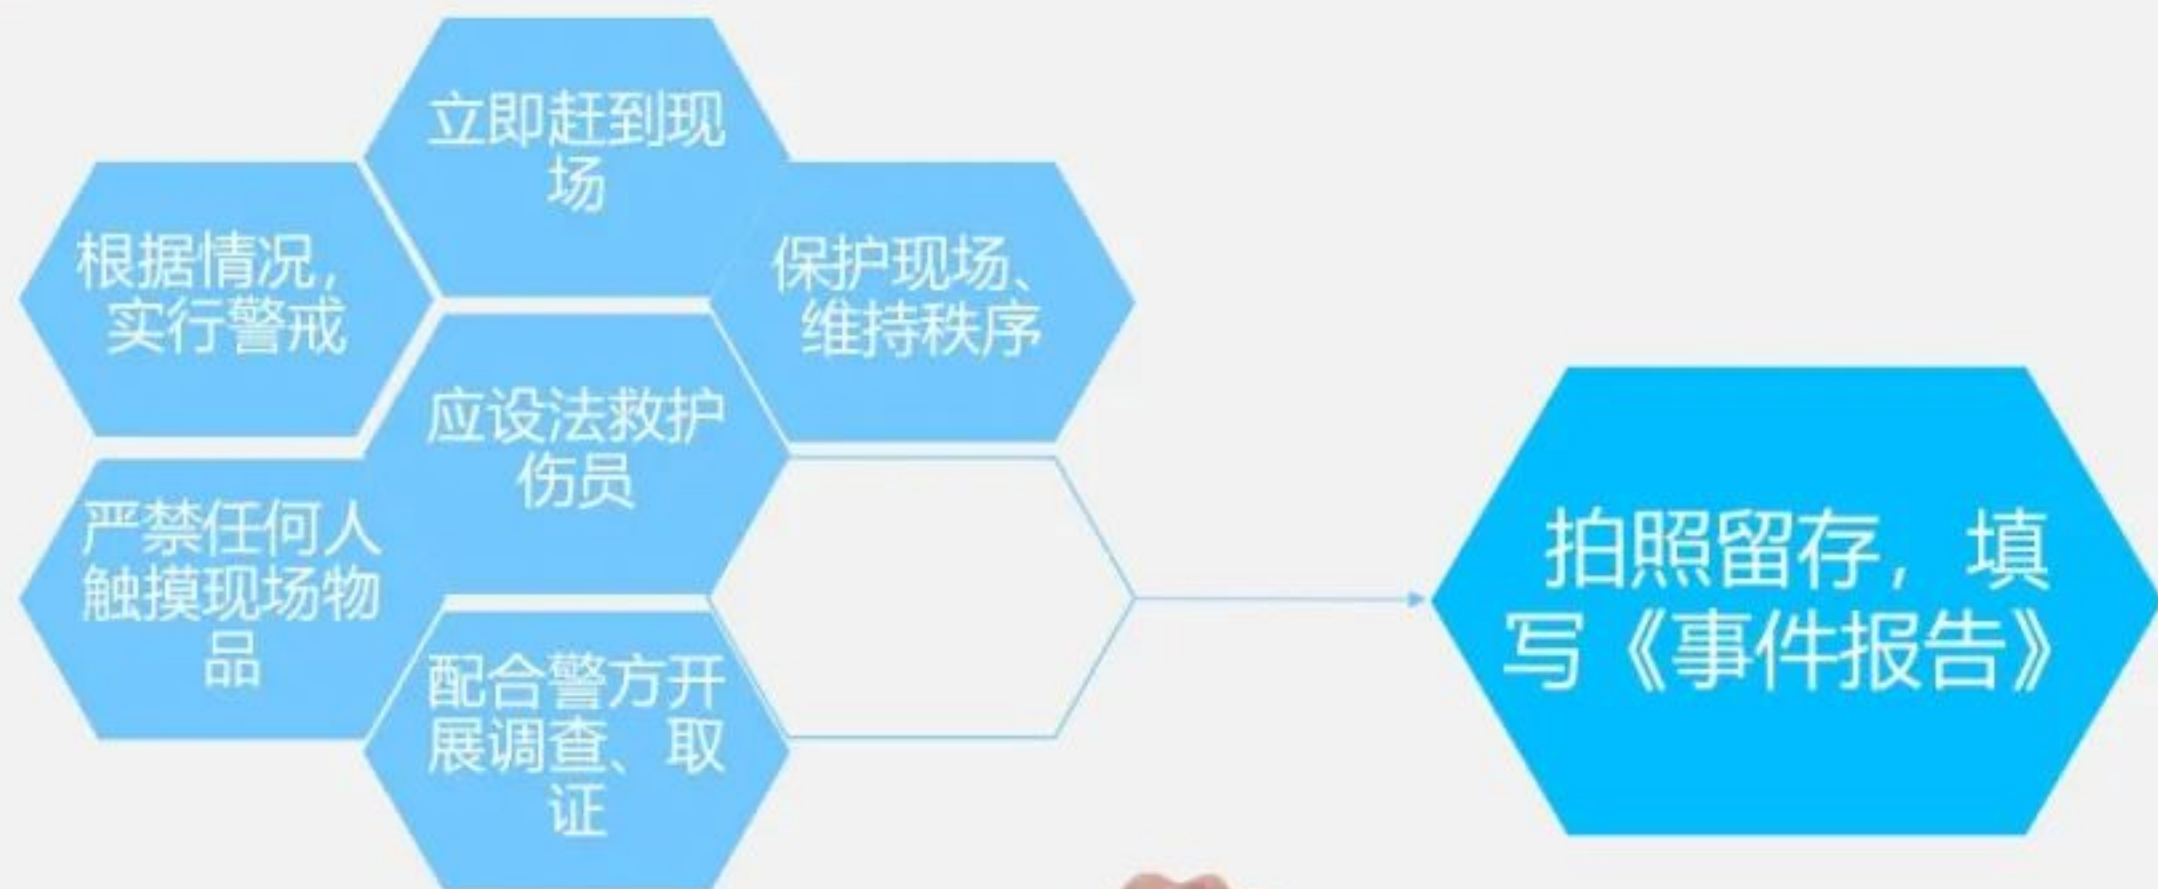 立即赶到现
场
根据情况，
实行警戒
保护现场、
维持秩序
应设法救护
伤员
严禁任何人
触摸现场物
品
配合警方开
展调查、取
证
拍照留存，填
写《事件报告》